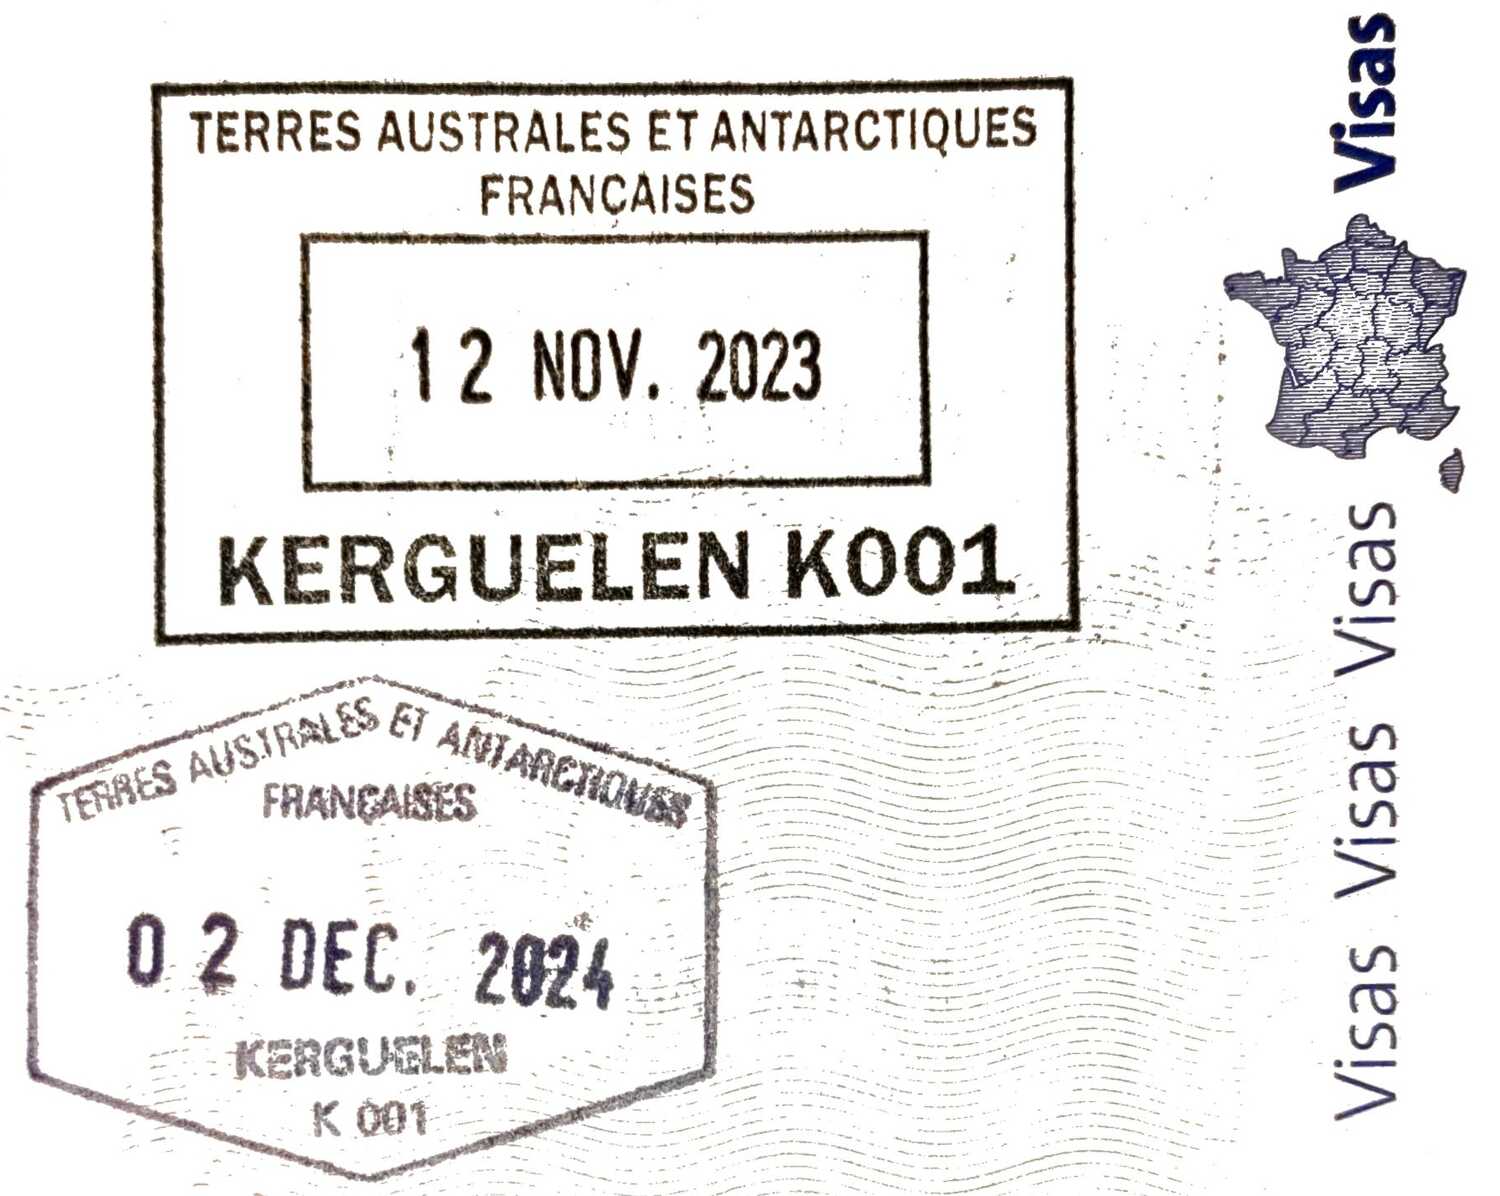 TERRES AUSTRALES ET ANTARCTIQUES
FRANÇAISES
12 NOV. 2023
KERGUELEN K001
TERRES AUSTRALES ET ANTARCTIQUES
FRANÇAISES
02 DEC. 2024
KERGUELEN
K 001
Visas
Visas
Visas
Visas